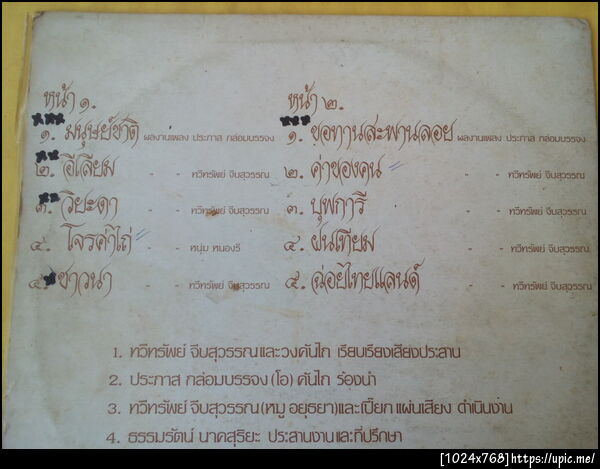 หน้า ๑.
๑. มนุษย์ชาติ ผลงานเพลง ประภาส กล่อมบรรจง
๒. อีเลียม - - ทวีทรัพย์ จีบสุวรรณ
๓. วิยะดา - - ทวีทรัพย์ จีบสุวรรณ
๔. โจรค้ำไถ่ - - หนุ่ม หนองรี
๕. ชาวนา - - ทวีทรัพย์ จีบสุวรรณ
หน้า ๒.
๑. ขอทานสะพานลอย ผลงานเพลง ประภาส กล่อมบรรจง
๒. ค่าของคน - - ทวีทรัพย์ จีบสุวรรณ
๓. บุพการี - - ทวีทรัพย์ จีบสุวรรณ
๔. ฝนเทียม - - ทวีทรัพย์ จีบสุวรรณ
๕. ฉ่อยไทยแลนด์ - - ทวีทรัพย์ จีบสุวรรณ
1. ทวีทรัพย์ จีบสุวรรณและวงคันไถ เรียบเรียงเสียงประสาน
2. ประภาส กล่อมบรรจง (โอ) คันไถ ร้องนำ
3. ทวีทรัพย์ จีบสุวรรณ (หมู อยุธยา) และเปี๊ยก แผ่นเสียง ดำเนินงาน
4. ธรรมรัตน์ นาคสุริยะ ประสานงานและที่ปรึกษา
[1024x768]https://upic.me/